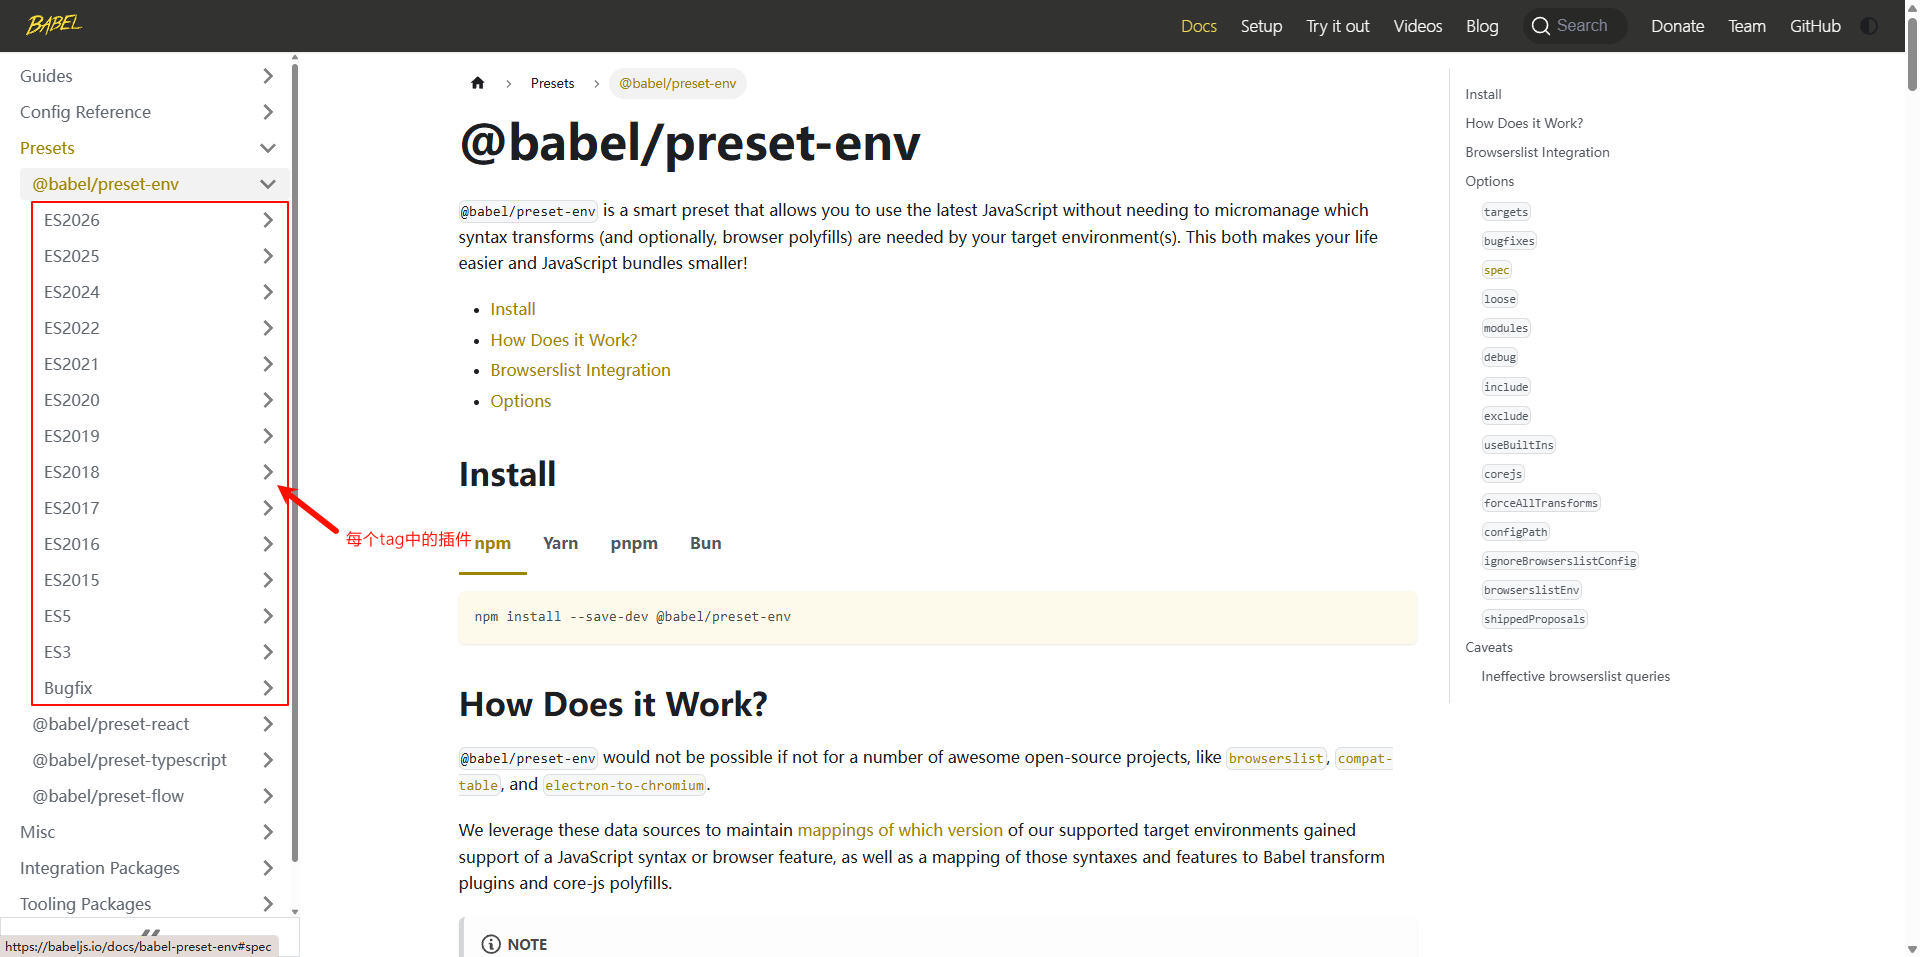 BABEL
Docs
Setup
Try it out
Videos
Blog
Search
Donate
Team
GitHub
Guides
Config Reference
Presets
@babel/preset-env
ES2026
ES2025
ES2024
ES2022
ES2021
ES2020
ES2019
ES2018
ES2017
ES2016
ES2015
ES5
ES3
Bugfix
@babel/preset-react
@babel/preset-typescript
@babel/preset-flow
Misc
Integration Packages
Tooling Packages
https://babeljs.io/docs/babel-preset-env#spec
每个tag中的插件
Presets
@babel/preset-env
@babel/preset-env
@babel/preset-env is a smart preset that allows you to use the latest JavaScript without needing to micromanage which
syntax transforms (and optionally, browser polyfills) are needed by your target environment(s). This both makes your life
easier and JavaScript bundles smaller!
Install
How Does it Work?
Browserslist Integration
Options
Install
npm
Yarn
pnpm
Bun
npm install --save-dev @babel/preset-env
How Does it Work?
@babel/preset-env would not be possible if not for a number of awesome open-source projects, like browserslist, compat-
table, and electron-to-chromium.
We leverage these data sources to maintain mappings of which version of our supported target environments gained
support of a JavaScript syntax or browser feature, as well as a mapping of those syntaxes and features to Babel transform
plugins and core-js polyfills.
NOTE
Install
How Does it Work?
Browserslist Integration
Options
targets
bugfixes
spec
loose
modules
debug
include
exclude
useBuiltIns
corejs
forceAllTransforms
configPath
ignoreBrowserslistConfig
browserslistEnv
shippedProposals
Caveats
Ineffective browserslist queries